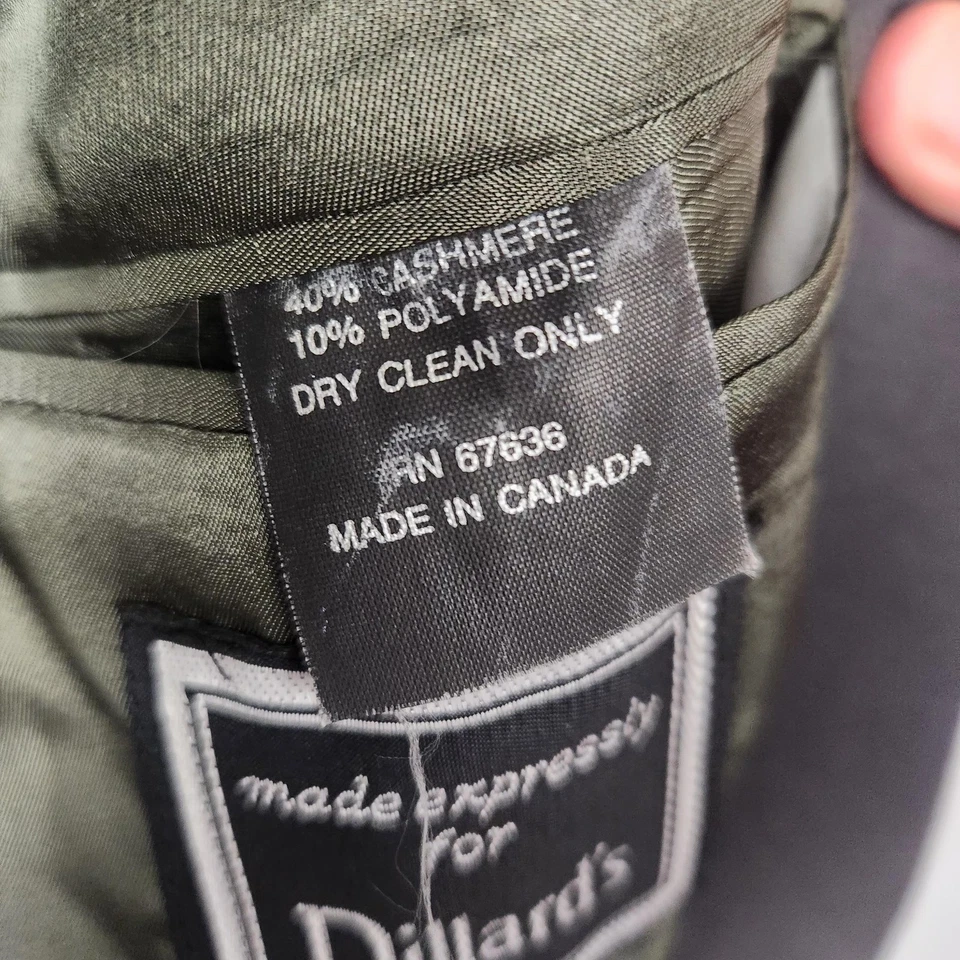 40% CASHMERE
10% POLYAMIDE
DRY CLEAN ONLY
RN 67636
MADE IN CANADA
made expressly
for
Dillard's